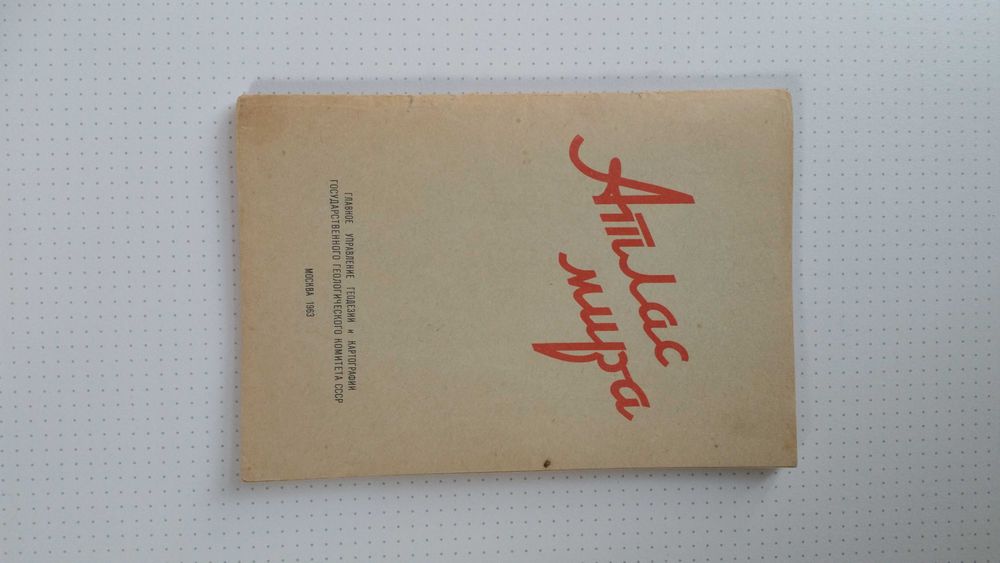 Атлас
мира
ГЛАВНОЕ УПРАВЛЕНИЕ ГЕОДЕЗИИ и КАРТОГРАФИИ
ГОСУДАРСТВЕННОГО ГЕОЛОГИЧЕСКОГО КОМИТЕТА СССР
МОСКВА 1963